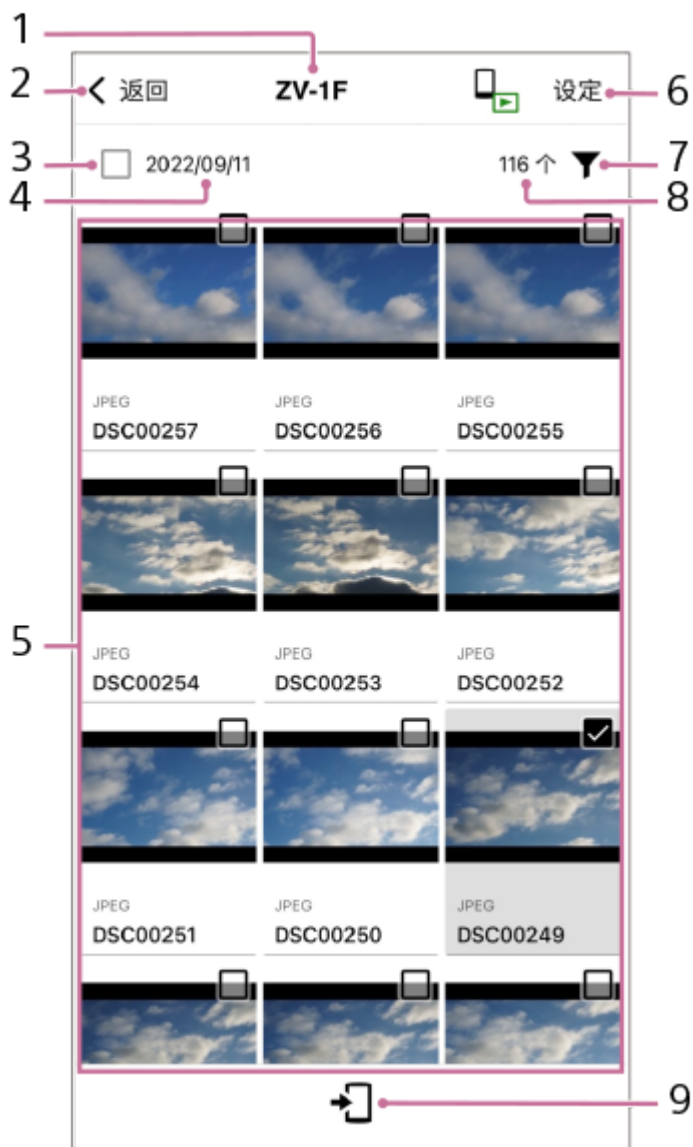 1
2 返回 ZV-1F 设定 6
3 2022/09/11 116 个 7
4 8
JPEG JPEG JPEG
DSC00257 DSC00256 DSC00255
5
JPEG JPEG JPEG
DSC00254 DSC00253 DSC00252
JPEG JPEG JPEG
DSC00251 DSC00250 DSC00249
9